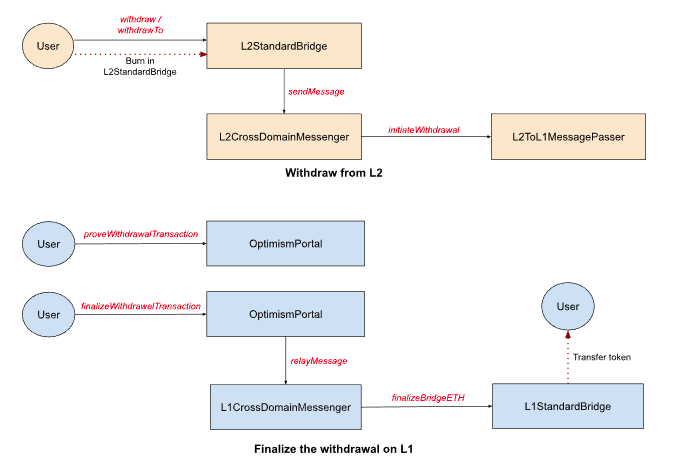 withdraw /
withdrawTo
User
L2StandardBridge
Burn in
L2StandardBridge
sendMessage
L2CrossDomainMessenger
initiateWithdrawal
L2ToL1MessagePasser
Withdraw from L2
User
proveWithdrawalTransaction
OptimismPortal
User
finalizeWithdrawalTransaction
OptimismPortal
User
relayMessage
Transfer token
L1CrossDomainMessenger
finalizeBridgeETH
L1StandardBridge
Finalize the withdrawal on L1